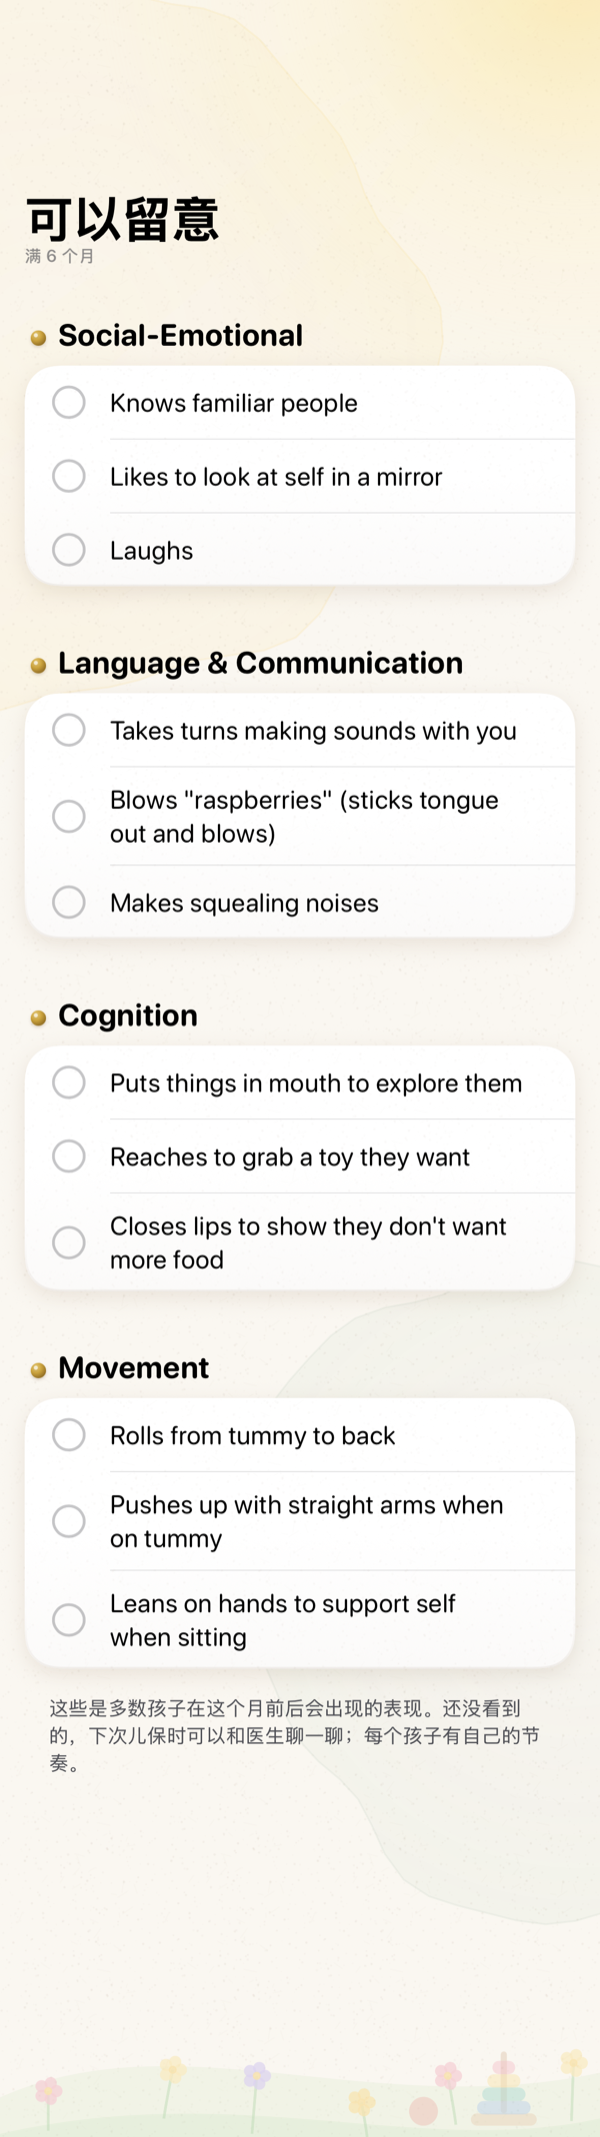 可以留意
满 6 个月
Social-Emotional
Knows familiar people
Likes to look at self in a mirror
Laughs
Language & Communication
Takes turns making sounds with you
Blows "raspberries" (sticks tongue
out and blows)
Makes squealing noises
Cognition
Puts things in mouth to explore them
Reaches to grab a toy they want
Closes lips to show they don't want
more food
Movement
Rolls from tummy to back
Pushes up with straight arms when
on tummy
Leans on hands to support self
when sitting
这些是多数孩子在这个月前后会出现的表现。还没看到
的，下次儿保时可以和医生聊一聊；每个孩子有自己的节
奏。